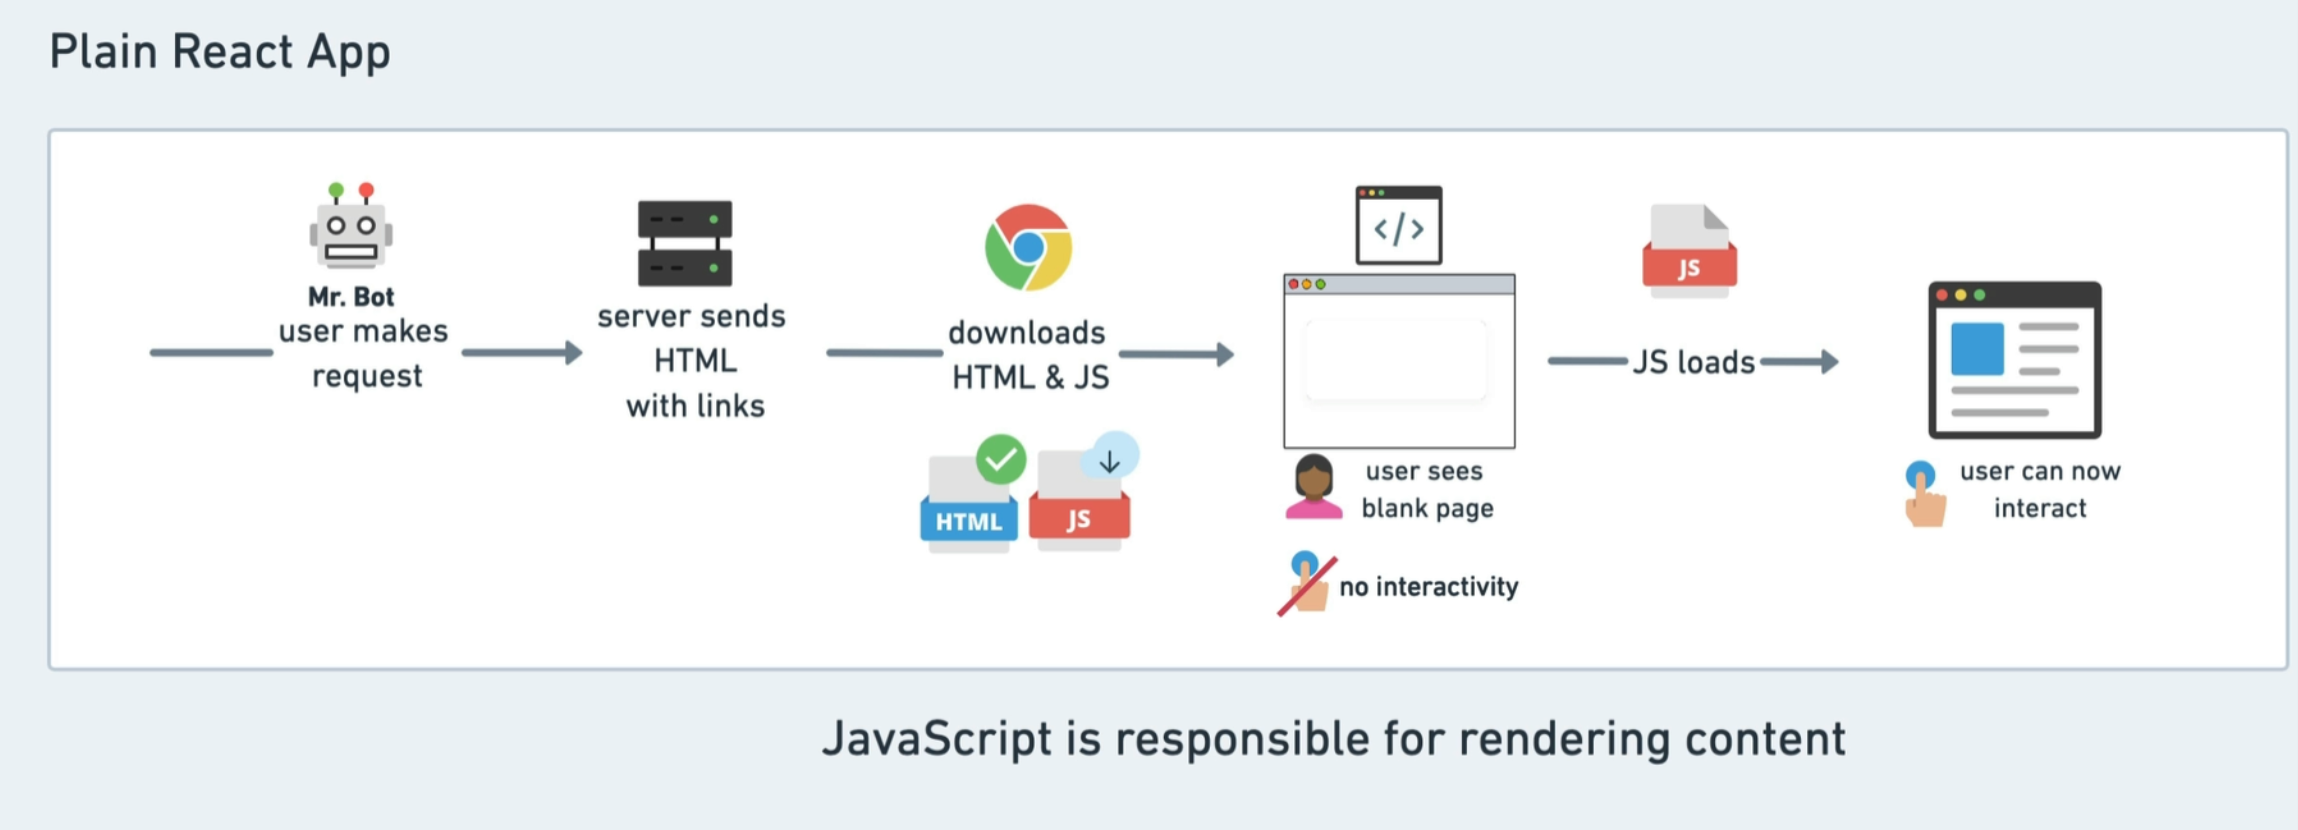 Plain React App
Mr. Bot
user makes
request
server sends
HTML
with links
downloads
HTML & JS
HTML
JS
</>
user sees
blank page
no interactivity
JS
JS loads
user can now
interact
JavaScript is responsible for rendering content